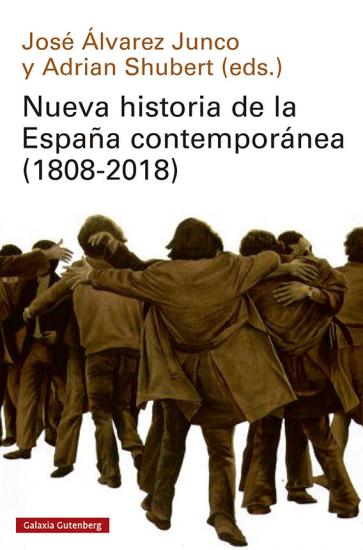 José Álvarez Junco
y Adrian Shubert (eds.)
Nueva historia de la
España contemporánea
(1808-2018)
Galaxia Gutenberg